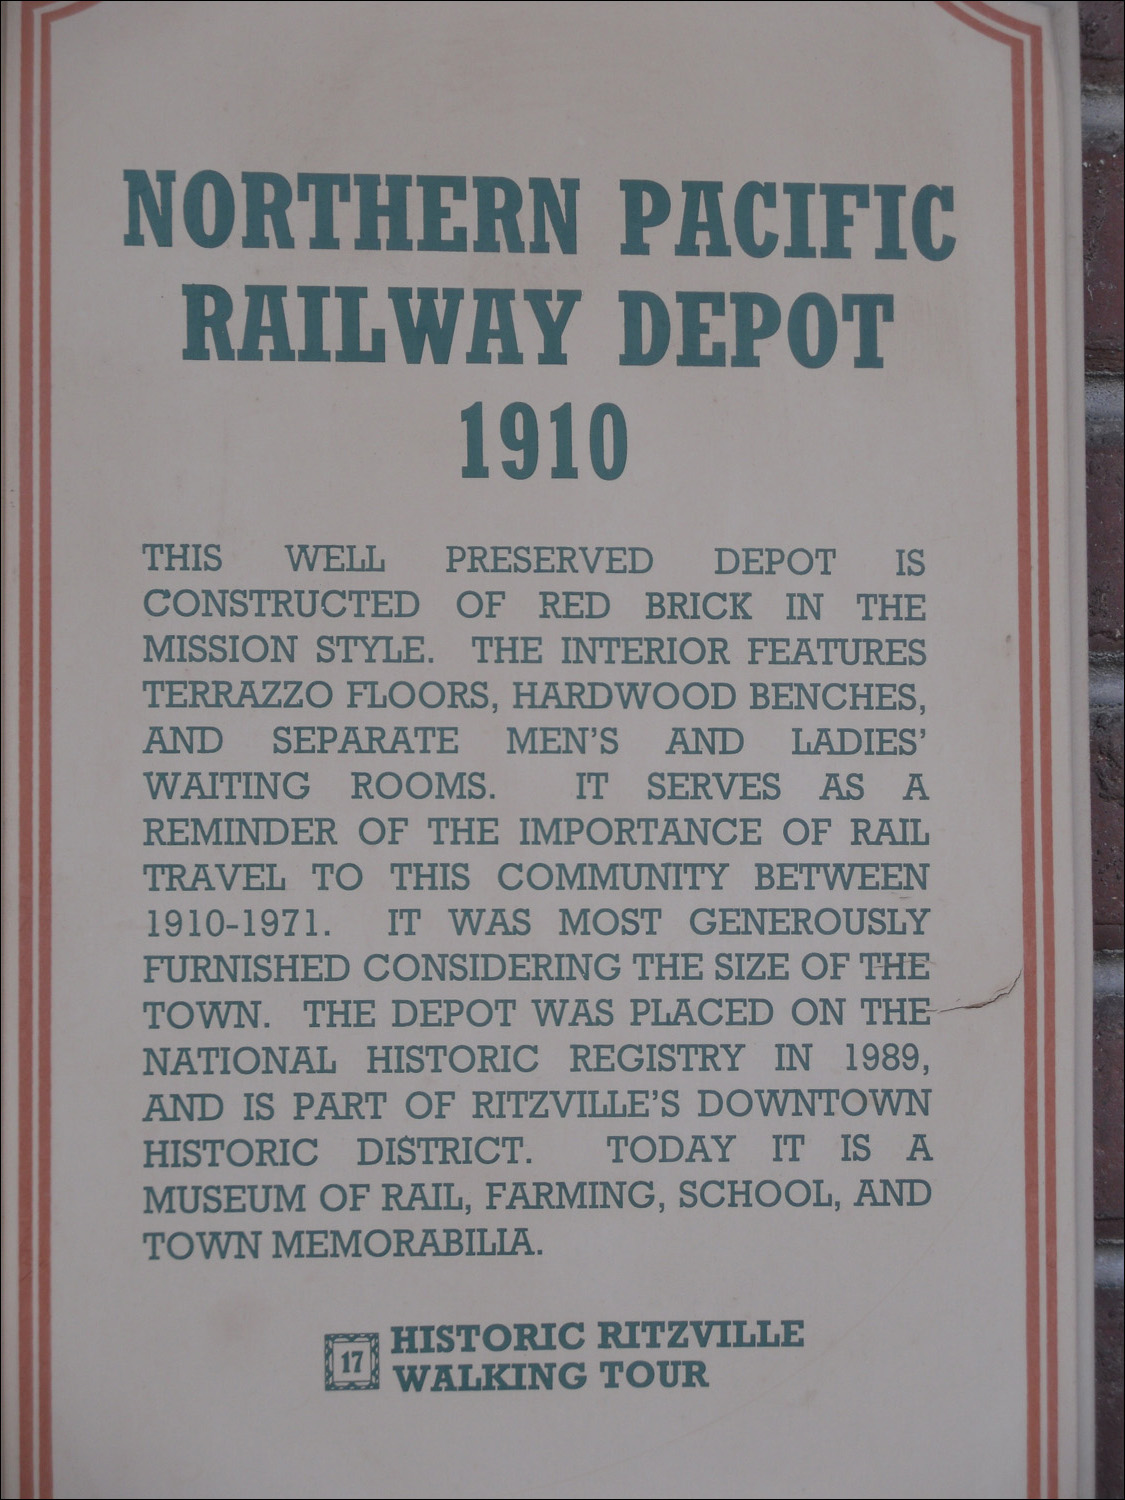 NORTHERN PACIFIC
RAILWAY DEPOT
1910
THIS WELL PRESERVED DEPOT IS
CONSTRUCTED OF RED BRICK IN THE
MISSION STYLE. THE INTERIOR FEATURES
TERRAZZO FLOORS, HARDWOOD BENCHES,
AND SEPARATE MEN'S AND LADIES'
WAITING ROOMS. IT SERVES AS A
REMINDER OF THE IMPORTANCE OF RAIL
TRAVEL TO THIS COMMUNITY BETWEEN
1910-1971. IT WAS MOST GENEROUSLY
FURNISHED CONSIDERING THE SIZE OF THE
TOWN. THE DEPOT WAS PLACED ON THE
NATIONAL HISTORIC REGISTRY IN 1989,
AND IS PART OF RITZVILLE'S DOWNTOWN
HISTORIC DISTRICT. TODAY IT IS A
MUSEUM OF RAIL, FARMING, SCHOOL, AND
TOWN MEMORABILIA.
17 HISTORIC RITZVILLE
WALKING TOUR